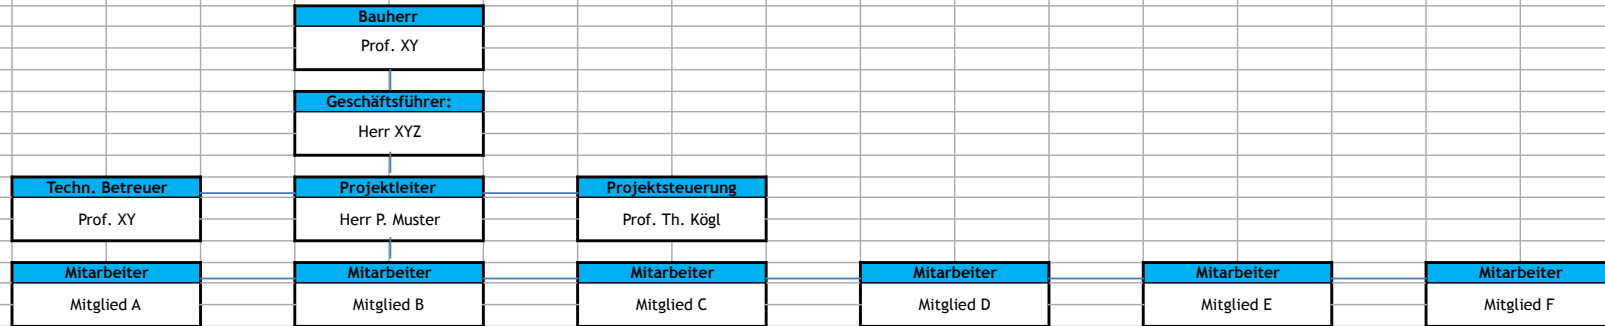 Bauherr
Prof. XY
Geschäftsführer:
Herr XYZ
Techn. Betreuer Projektleiter Projektsteuerung
Prof. XY Herr P. Muster Prof. Th. Kögl
Mitarbeiter Mitarbeiter Mitarbeiter Mitarbeiter Mitarbeiter Mitarbeiter
Mitglied A Mitglied B Mitglied C Mitglied D Mitglied E Mitglied F